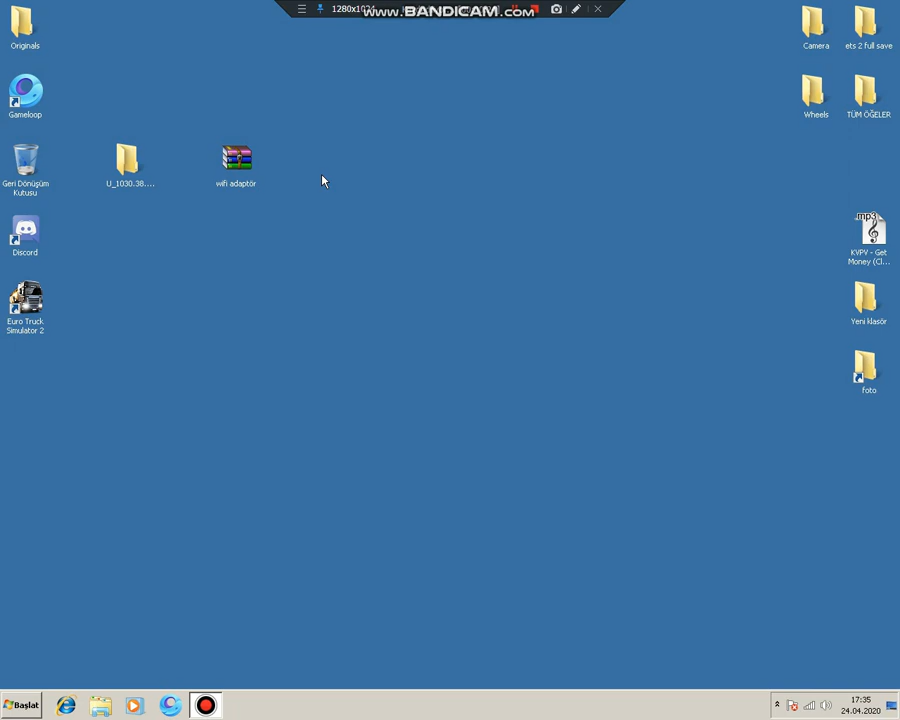 1280x1024
www.BANDICAM.com
Originals
Camera
ets 2 full save
Gameloop
Wheels
TÜM ÖĞELER
Geri Dönüşüm
Kutusu
U_1030.38....
wifi adaptör
Discord
mp3
KVPV - Get
Money (Cl...
Euro Truck
Simulator 2
Yeni klasör
foto
Başlat
17:35
24.04.2020